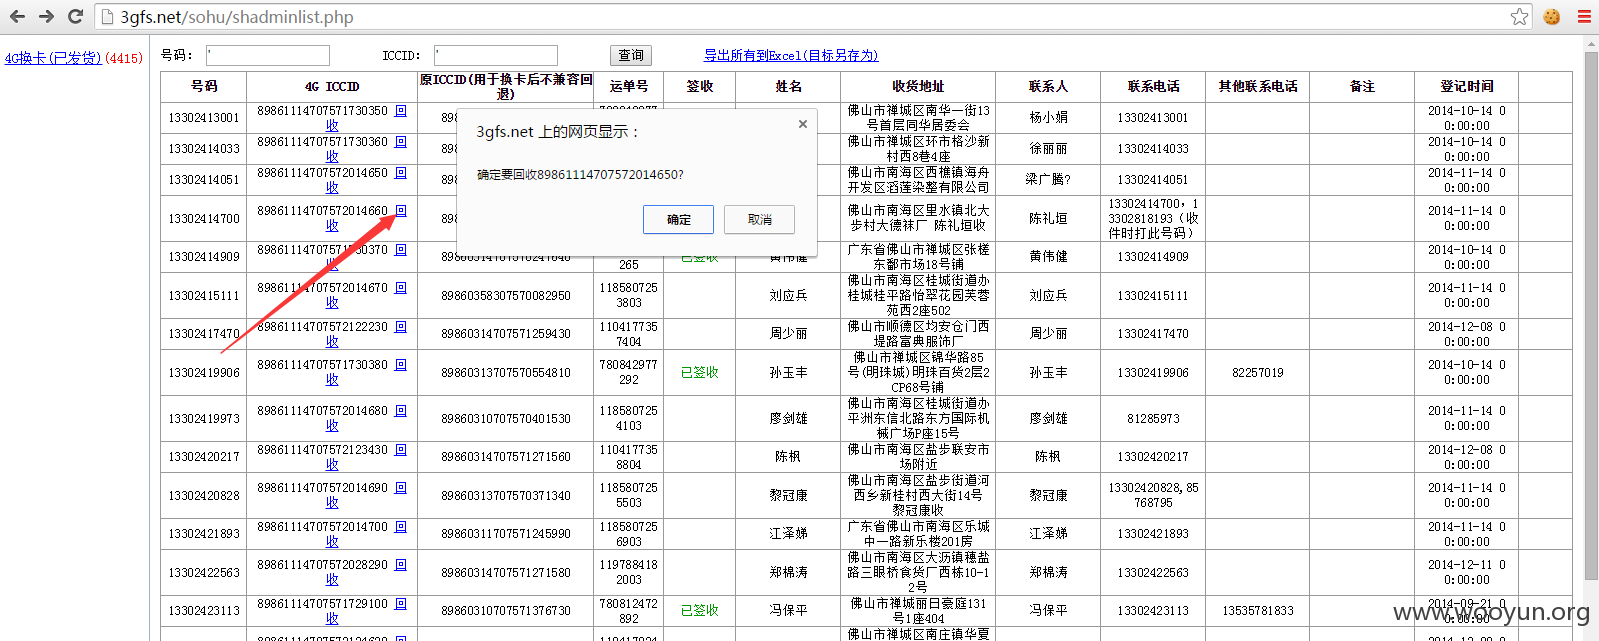 3gfs.net/sohu/shadminlist.php
4G换卡(已发货) (4415)
号码： ' ICCID： ' 查询 导出所有到Excel(目标另存为)
号码 4G ICCID 原ICCID(用于换卡后不兼容回退) 运单号 签收 姓名 收货地址 联系人 联系电话 其他联系电话 备注 登记时间
3gfs.net 上的网页显示：
×
确定要回收89861114707572014650?
确定 取消
13302413001 89861114707571730350 回收 898 佛山市禅城区南华一街13号首层同华居委会 杨小娟 13302413001 2014-10-14 00:00:00
13302414033 89861114707571730360 回收 898 佛山市禅城区环市格沙新村西8巷4座 徐丽丽 13302414033 2014-10-14 00:00:00
13302414051 89861114707572014650 回收 898 佛山市南海区西樵镇海舟开发区滔莲染整有限公司 梁广腾? 13302414051 2014-11-14 00:00:00
13302414700 89861114707572014660 回收 898 佛山市南海区里水镇北大步村大德袜厂 陈礼垣收 陈礼垣 13302414700，13302818193（收件时打此号码） 2014-11-14 00:00:00
13302414909 265 已签收 黄伟健 广东省佛山市禅城区张槎东鄱市场18号铺 黄伟健 13302414909 2014-10-14 00:00:00
13302415111 89861114707572014670 回收 89860358307570082950 1185807253803 刘应兵 佛山市南海区桂城街道办桂城桂平路怡翠花园芙蓉苑西2座502 刘应兵 13302415111 2014-11-14 00:00:00
13302417470 89861114707572122230 回收 89860314707571259430 1104177357404 周少丽 佛山市顺德区均安仓门西堤路富典服饰厂 周少丽 13302417470 2014-12-08 00:00:00
13302419906 89861114707571730380 回收 89860313707570554810 780842977292 已签收 孙玉丰 佛山市禅城区锦华路85号(明珠城)明珠百货2层2CP68号铺 孙玉丰 13302419906 82257019 2014-10-14 00:00:00
13302419973 89861114707572014680 回收 89860310707570401530 1185807254103 廖剑雄 佛山市南海区桂城街道办平洲东信北路东方国际机械广场P座15号 廖剑雄 81285973 2014-11-14 00:00:00
13302420217 89861114707572123430 回收 89860314707571271560 1104177358804 陈枫 佛山市南海区盐步联安市场附近 陈枫 13302420217 2014-12-08 00:00:00
13302420828 89861114707572014690 回收 89860313707570371340 1185807255503 黎冠康 佛山市南海区盐步街道河西乡新桂村西大街14号 黎冠康收 黎冠康 13302420828,85768795 2014-11-14 00:00:00
13302421893 89861114707572014700 回收 89860311707571245990 1185807256903 江泽娣 广东省佛山市南海区乐城中一路新乐楼201房 江泽娣 13302421893 2014-11-14 00:00:00
13302422563 89861114707572028290 回收 89860314707571271580 1197884182003 郑棉涛 佛山市南海区大沥镇穗盐路三眼桥食货厂西栋10-12号 郑棉涛 13302422563 2014-12-11 00:00:00
13302423113 89861114707571729100 回收 89860310707571376730 780812472892 已签收 冯保平 佛山市禅城丽日豪庭131号1座404 冯保平 13302423113 13535781833 2014-09-21 00:00:00
佛山市南海区南庄镇华夏
www.wooyun.org